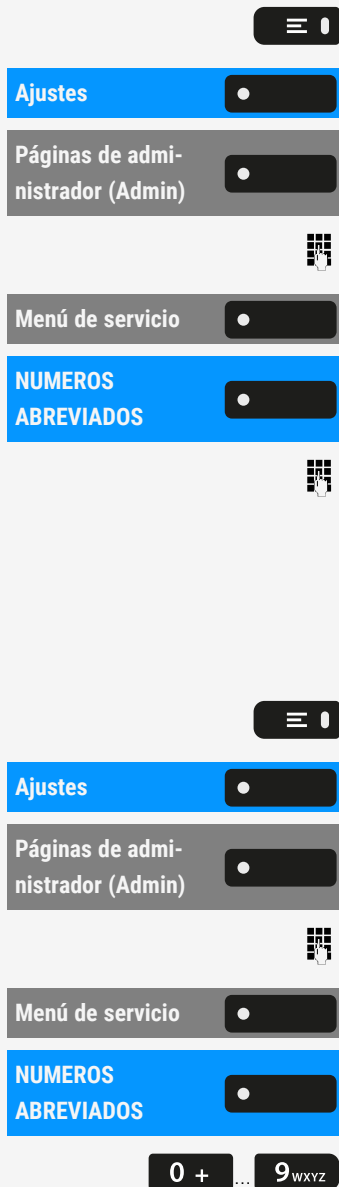 Ajustes
Páginas de admi-
nistrador (Admin)
Menú de servicio
NUMEROS
ABREVIADOS
Ajustes
Páginas de admi-
nistrador (Admin)
Menú de servicio
NUMEROS
ABREVIADOS
0 + ... 9 WXYZ